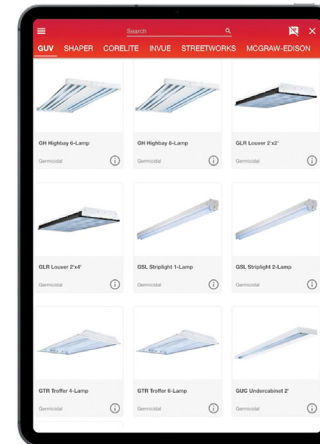 Search
GUV SHAPER CORELITE INVUE STREETWORKS MCGRAW-EDISON
GH Highbay 6-Lamp GH Highbay 8-Lamp GLR Louver 2'x2'
Germicidal Germicidal Germicidal
GLR Louver 2'x4' GSL Striplight 1-Lamp GSL Striplight 2-Lamp
Germicidal Germicidal Germicidal
GTR Troffer 4-Lamp GTR Troffer 6-Lamp GUC Undercabinet 2'
Germicidal Germicidal Germicidal